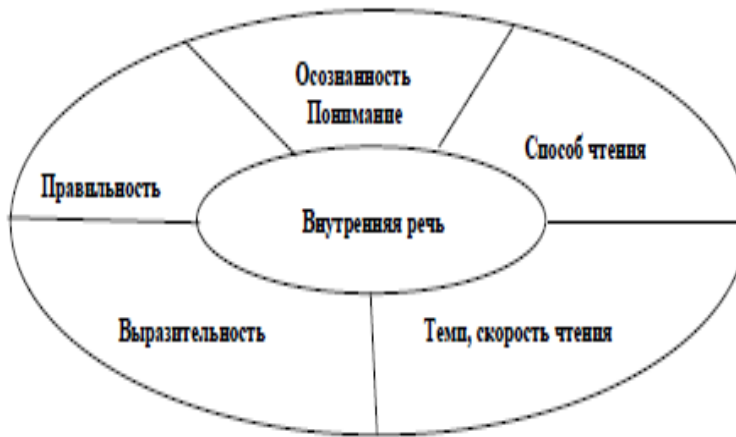 Осознанность
Понимание
Способ чтения
Правильность
Внутренняя речь
Выразительность
Темп, скорость чтения